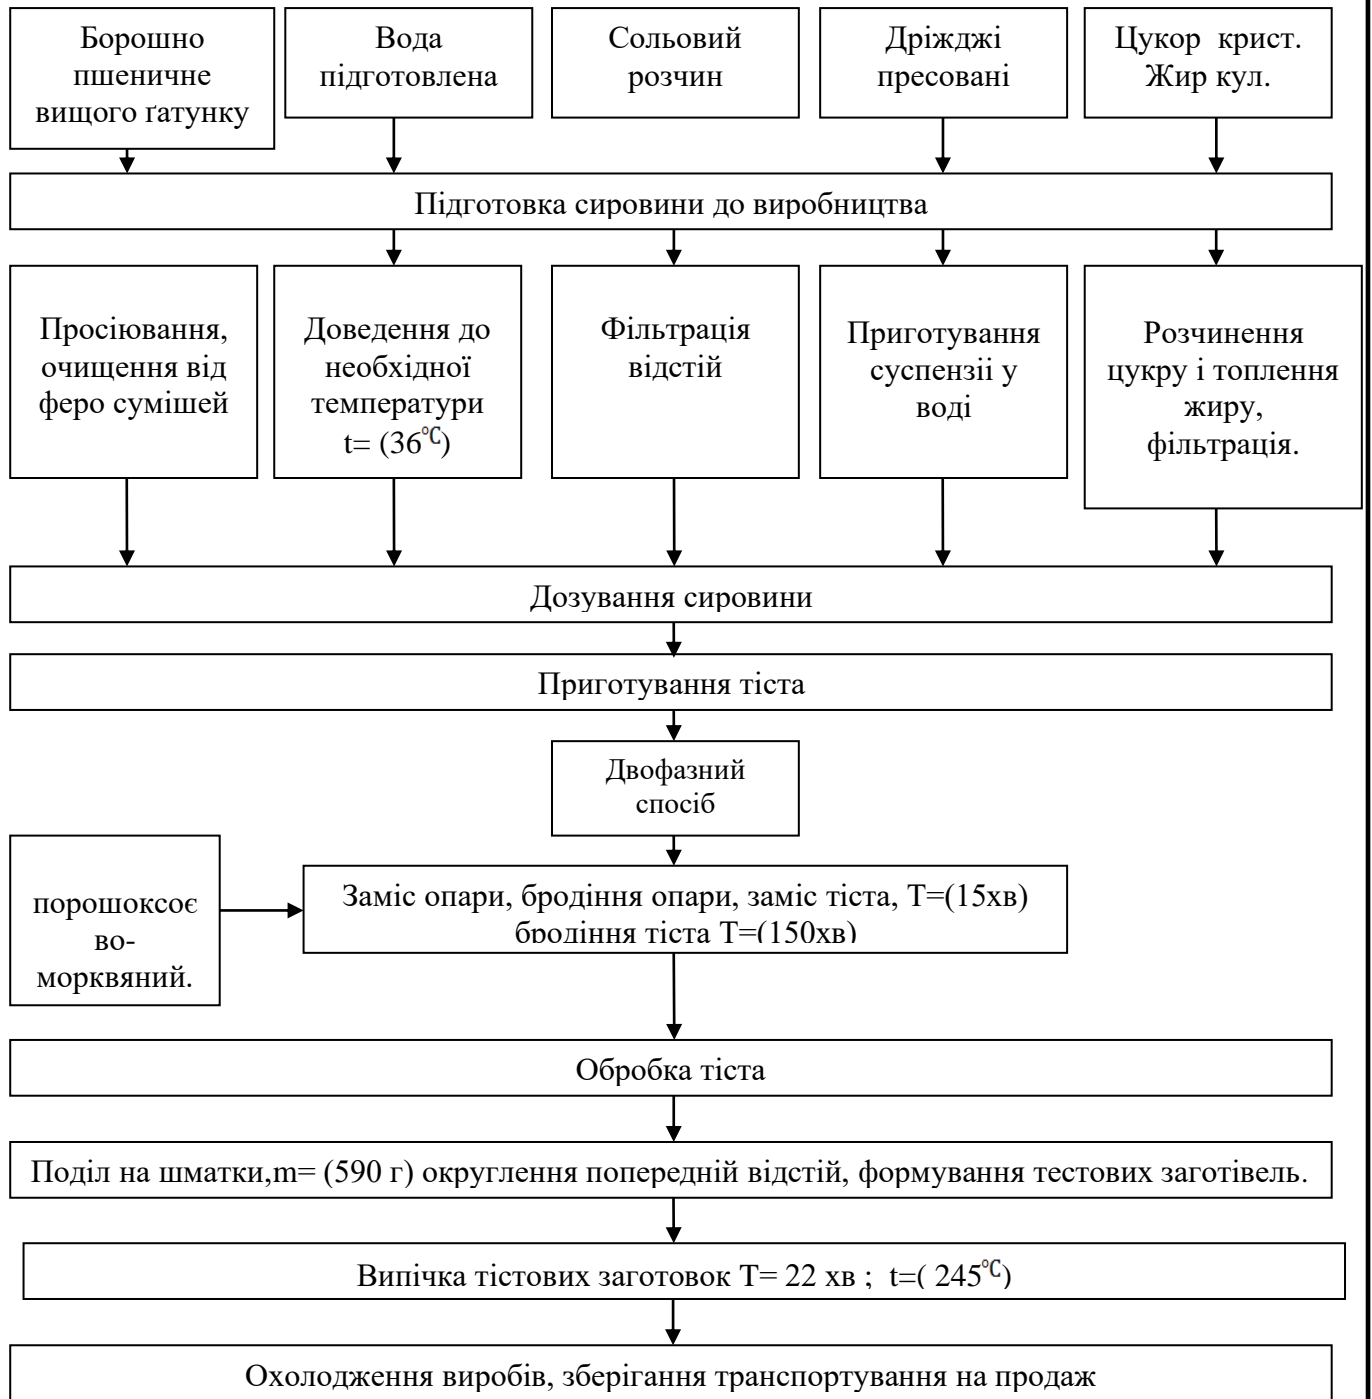 Борошно
пшеничне
вищого ґатунку
Вода
підготовлена
Сольовий
розчин
Дріжджі
пресовані
Цукор крист.
Жир кул.
Підготовка сировини до виробництва
Просіювання,
очищення від
феро сумішей
Доведення до
необхідної
температури
t= (36°C)
Фільтрація
відстій
Приготування
суспензіі у
воді
Розчинення
цукру і топлення
жиру,
фільтрація.
Дозування сировини
Приготування тіста
Двофазний
спосіб
порошоксоє
во-
морквяний.
Заміс опари, бродіння опари, заміс тіста, Т=(15хв)
бродіння тіста Т=(150хв)
Обробка тіста
Поділ на шматки,m= (590 г) округлення попередній відстій, формування тестових заготівель.
Випічка тістових заготовок Т= 22 хв ; t=( 245°C)
Охолодження виробів, зберігання транспортування на продаж